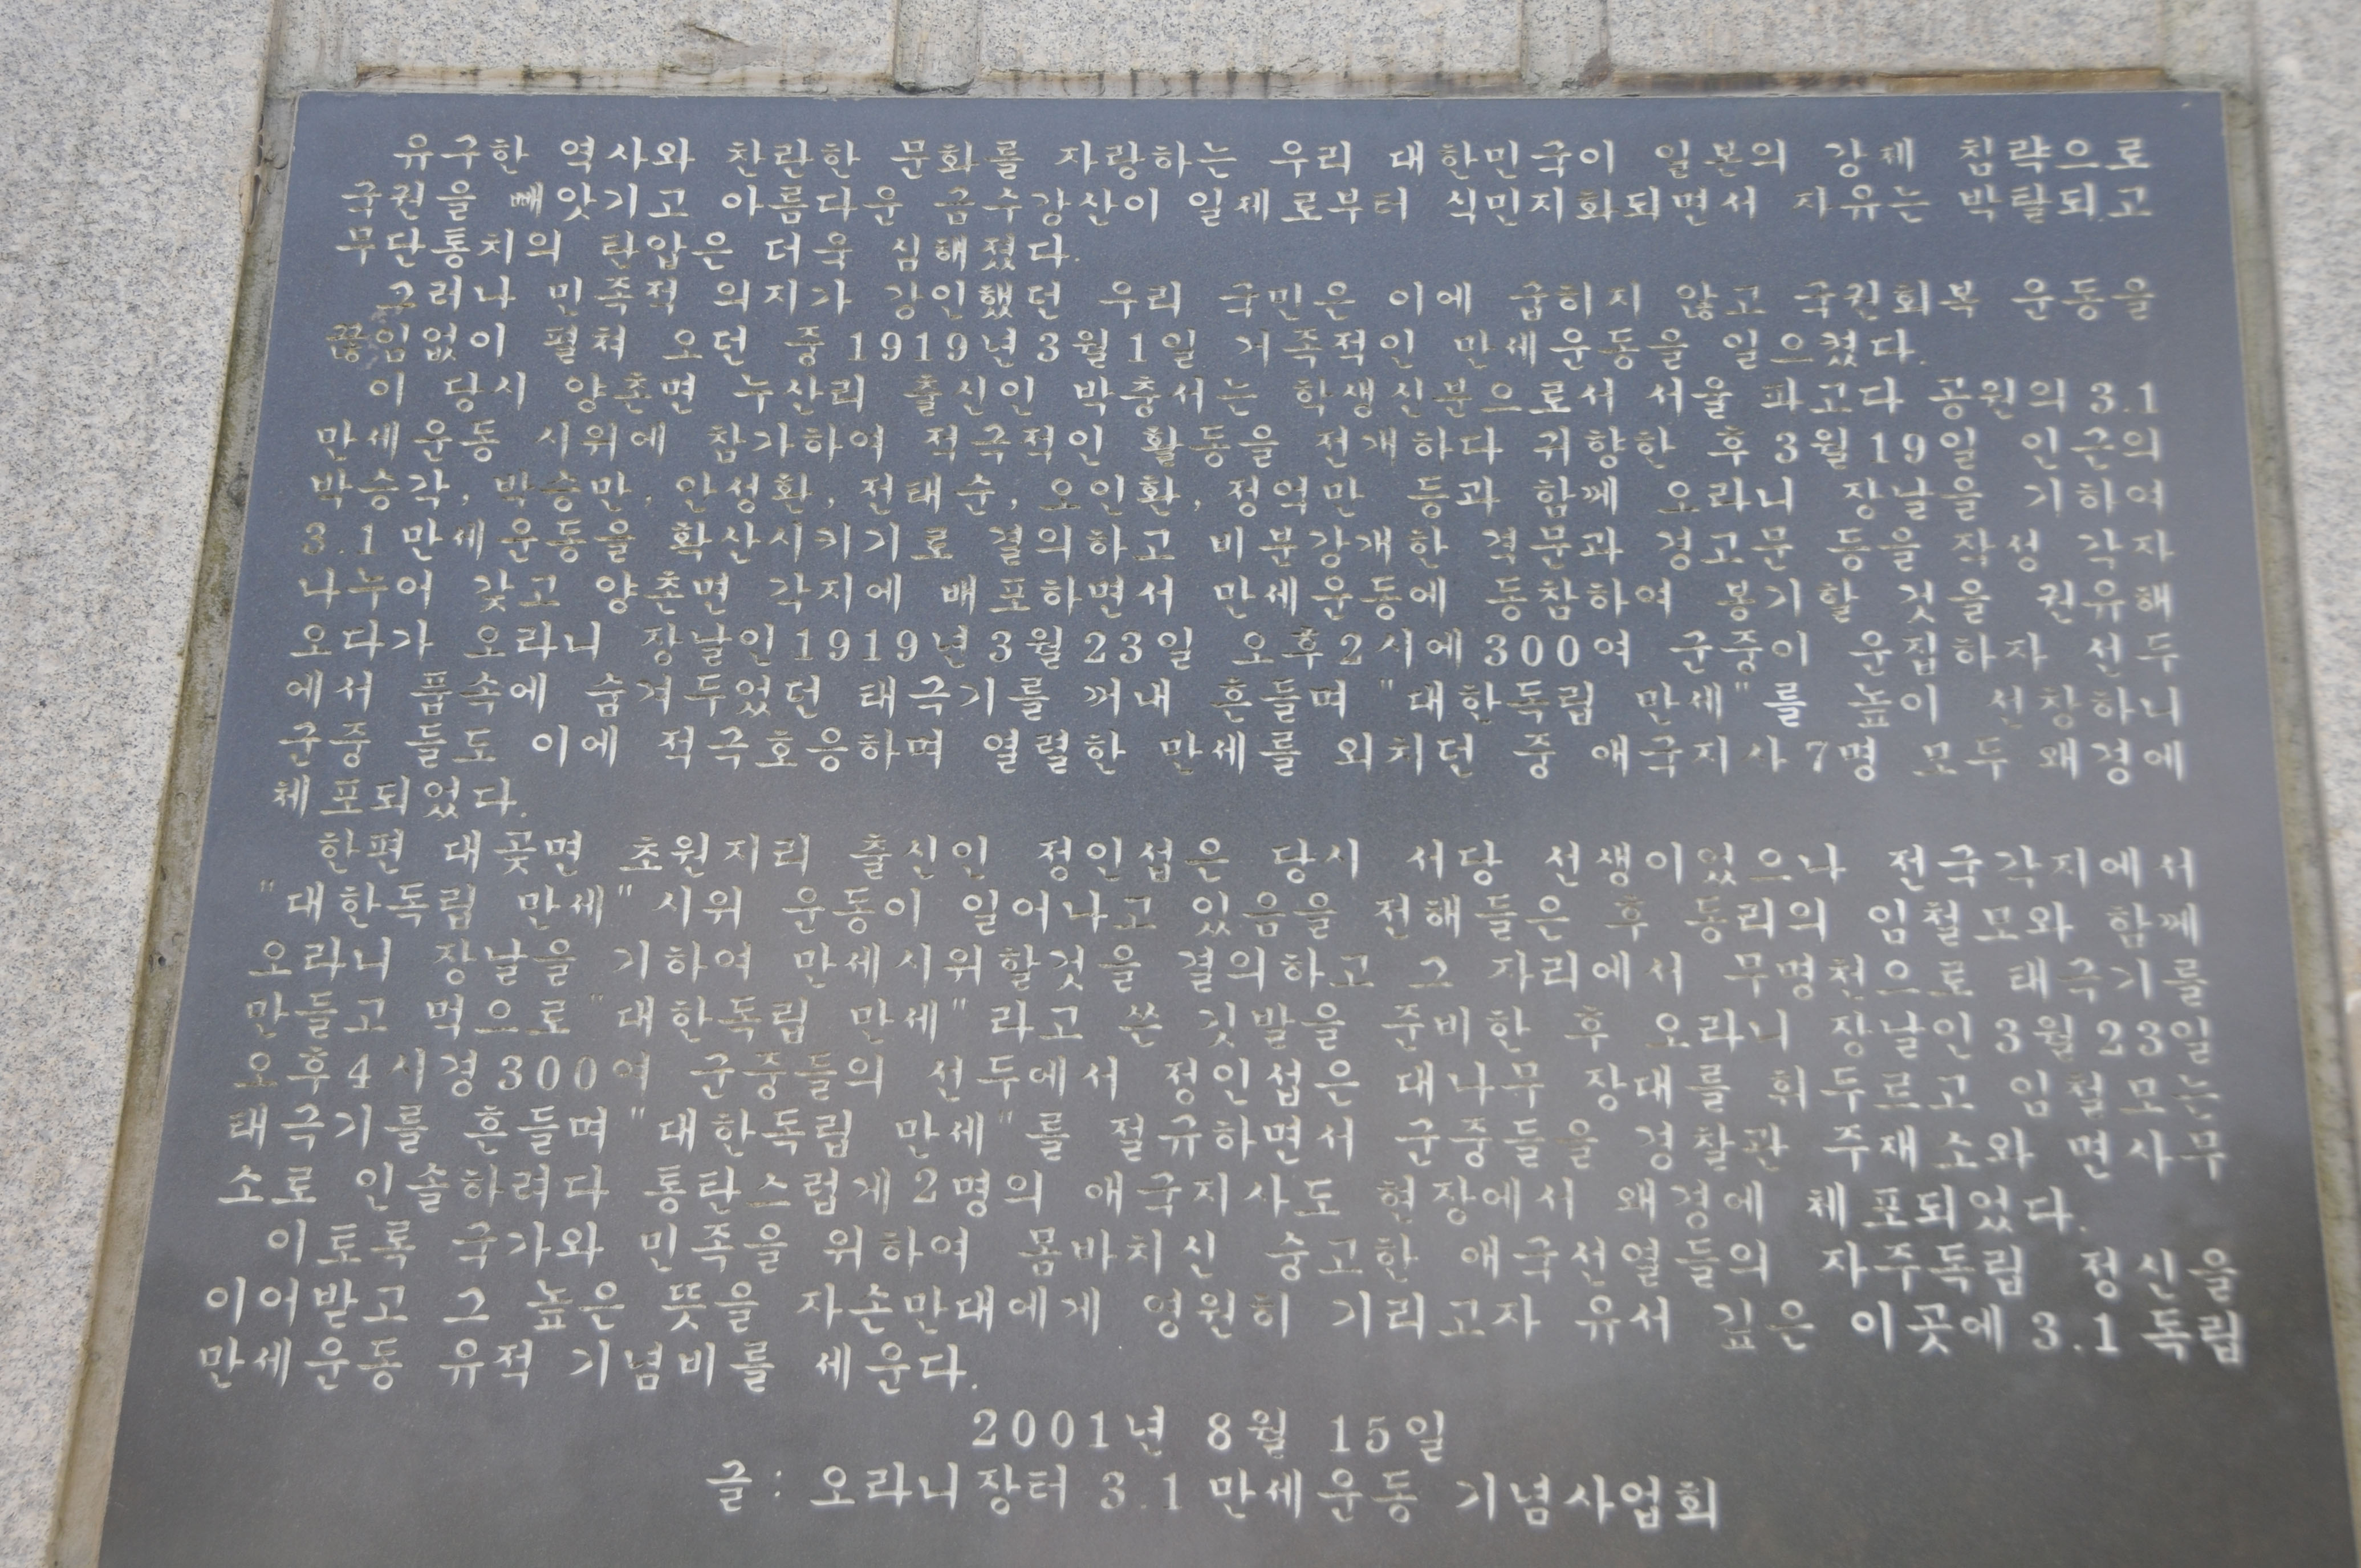 유구한 역사와 찬란한 문화를 자랑하는 우리 대한민국이 일본의 강제 침략으로
국권을 빼앗기고 아름다운 금수강산이 일제로부터 식민지화되면서 자유는 박탈되고
무단통치의 탄압은 더욱 심해졌다.
그러나 민족적 의지가 강인했던 우리 국민은 이에 굽히지 않고 국권회복 운동을
끊임없이 펼쳐 오던 중 1919년 3월 1일 거족적인 만세운동을 일으켰다.
이 당시 양촌면 누산리 출신인 박충서는 학생신분으로서 서울 파고다 공원의 3.1
만세운동 시위에 참가하여 적극적인 활동을 전개하다 귀향한 후 3월 19일 인근의
박승각, 박승만, 안성환, 전태순, 오인환, 정억만 등과 함께 오라니 장날을 기하여
3.1 만세운동을 확산시키기로 결의하고 비분강개한 격문과 경고문 등을 작성 각자
나누어 갖고 양촌면 각지에 배포하면서 만세운동에 동참하여 봉기할 것을 권유해
오다가 오라니 장날인 1919년 3월 23일 오후 2시에 300여 군중이 운집하자 선두
에서 품속에 숨겨두었던 태극기를 꺼내 흔들며 "대한독립 만세"를 높이 선창하니
군중 들도 이에 적극호응하며 열렬한 만세를 외치던 중 애국지사 7명 모두 왜경에
체포되었다.
한편 대곶면 초원지리 출신인 정인섭은 당시 서당 선생이었으나 전국각지에서
"대한독립 만세" 시위 운동이 일어나고 있음을 전해들은 후 동리의 임철모와 함께
오라니 장날을 기하여 만세시위할것을 결의하고 그 자리에서 무명천으로 태극기를
만들고 먹으로 "대한독립 만세" 라고 쓴 깃발을 준비한 후 오라니 장날인 3월 23일
오후 4시경 300여 군중들의 선두에서 정인섭은 대나무 장대를 휘두르고 임철모는
태극기를 흔들며 "대한독립 만세"를 절규하면서 군중들을 경찰관 주재소와 면사무
소로 인솔하려다 통탄스럽게 2명의 애국지사도 현장에서 왜경에 체포되었다.
이토록 국가와 민족을 위하여 몸바치신 숭고한 애국선열들의 자주독립 정신을
이어받고 그 높은 뜻을 자손만대에게 영원히 기리고자 유서 깊은 이곳에 3.1 독립
만세운동 유적 기념비를 세운다.
2001년 8월 15일
글 : 오라니장터 3.1 만세운동 기념사업회